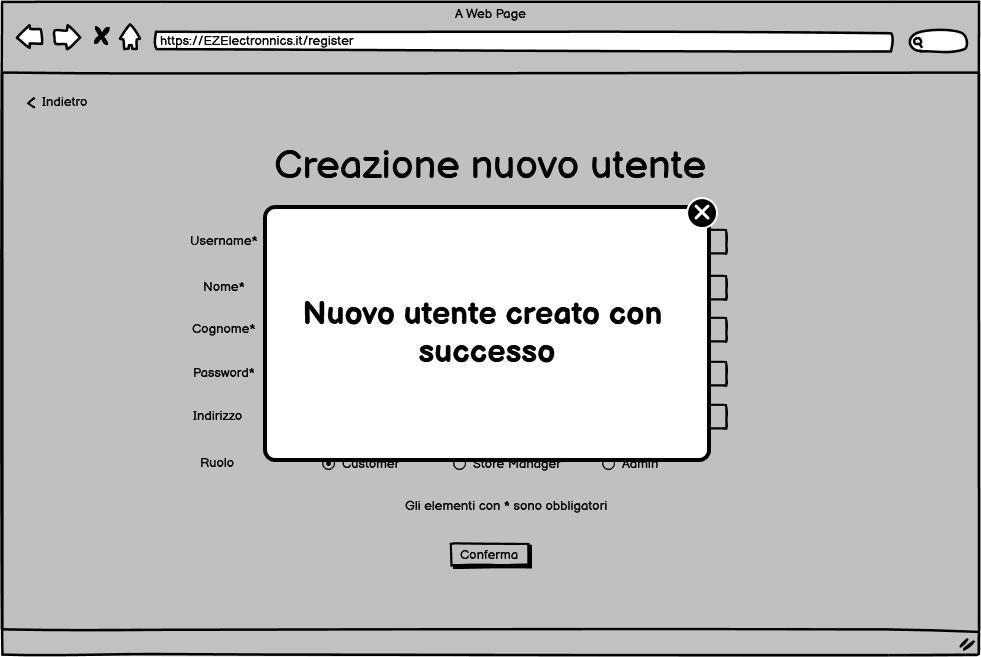 A Web Page
https://EZElectronnics.it/register
Indietro
Creazione nuovo utente
Username*
Nome*
Cognome*
Password*
Indirizzo
Nuovo utente creato con
successo
Ruolo Customer Store Manager Admin
Gli elementi con * sono obbligatori
Conferma